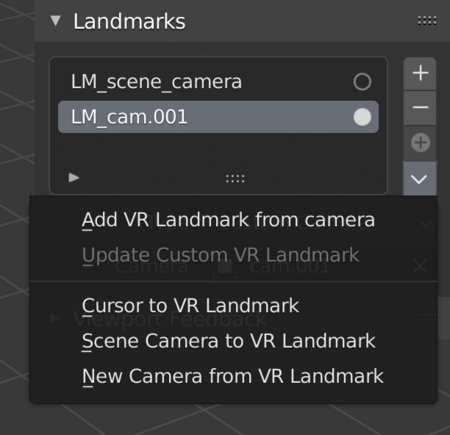 Landmarks
LM_scene_camera
LM_cam.001
Add VR Landmark from camera
Update Custom VR Landmark
Camera cam.001
Cursor to VR Landmark
Viewport Feedback
Scene Camera to VR Landmark
New Camera from VR Landmark